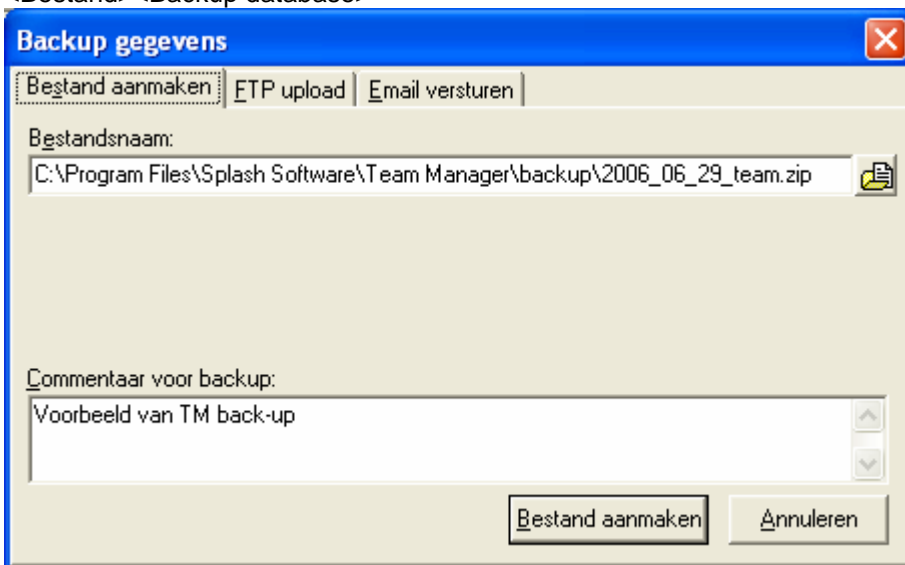 <Bestand> <Backup database>
Backup gegevens
Bestand aanmaken FTP upload Email versturen
Bestandsnaam:
C:\Program Files\Splash Software\Team Manager\backup\2006_06_29_team.zip
Commentaar voor backup:
Voorbeeld van TM back-up
Bestand aanmaken Annuleren